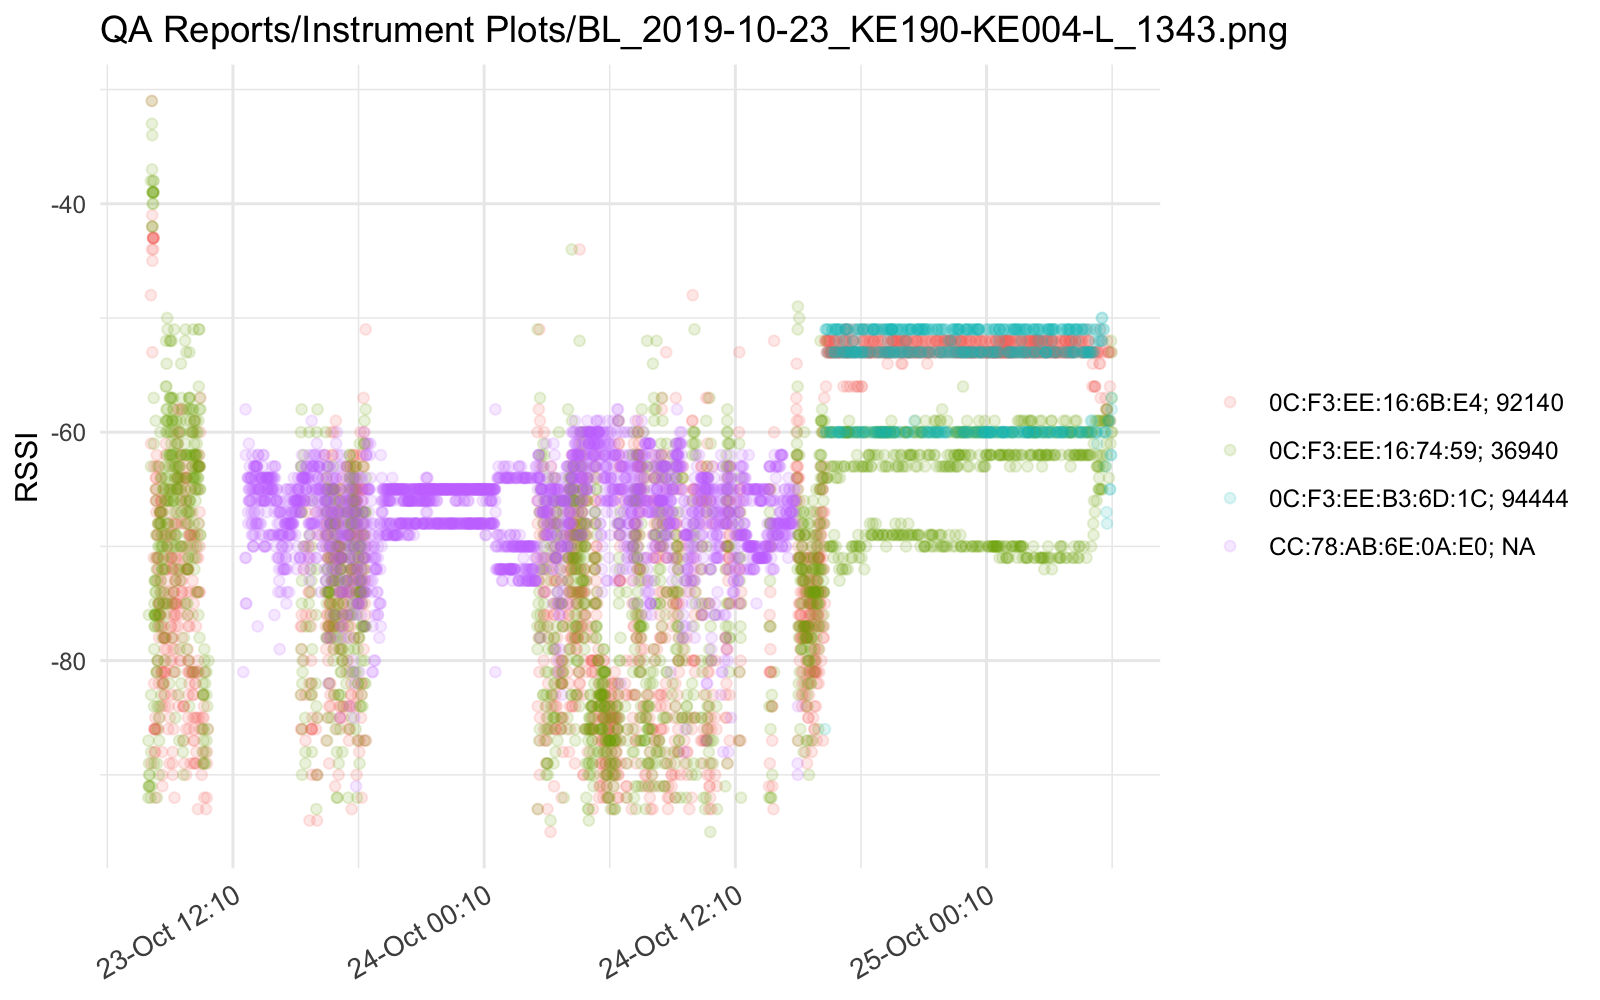 QA Reports/Instrument Plots/BL_2019-10-23_KE190-KE004-L_1343.png
-40
-60
-80
RSSI
0C:F3:EE:16:6B:E4; 92140
0C:F3:EE:16:74:59; 36940
0C:F3:EE:B3:6D:1C; 94444
CC:78:AB:6E:0A:E0; NA
23-Oct 12:10
24-Oct 00:10
24-Oct 12:10
25-Oct 00:10